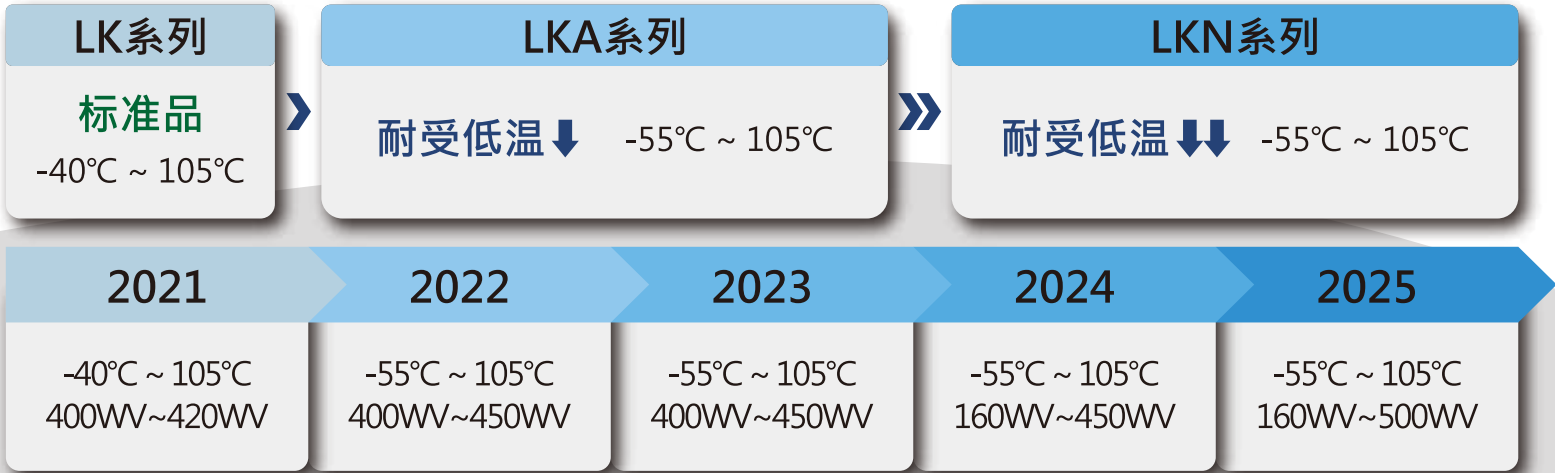 LK系列
标准品
-40℃ ~ 105℃
LKA系列
耐受低温 -55℃ ~ 105℃
LKN系列
耐受低温 -55℃ ~ 105℃
2021
-40℃ ~ 105℃
400WV~420WV
2022
-55℃ ~ 105℃
400WV~450WV
2023
-55℃ ~ 105℃
400WV~450WV
2024
-55℃ ~ 105℃
160WV~450WV
2025
-55℃ ~ 105℃
160WV~500WV